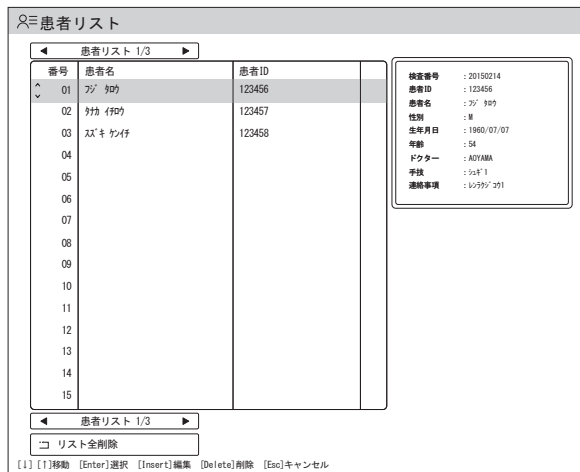 患者リスト
患者リスト 1/3
番号 患者名 患者ID
01 フジ タロウ 123456
02 タナカ イチロウ 123457
03 スズキ ケンイチ 123458
04
05
06
07
08
09
10
11
12
13
14
15
患者リスト 1/3
リスト全削除
検査番号 : 20150214
患者ID : 123456
患者名 : フジ タロウ
性別 : M
生年月日 : 1960/07/07
年齢 : 54
ドクター : AOYAMA
手技 : シュギ1
連絡事項 : レンラクジコウ1
[↓] [↑]移動 [Enter]選択 [Insert]編集 [Delete]削除 [Esc]キャンセル